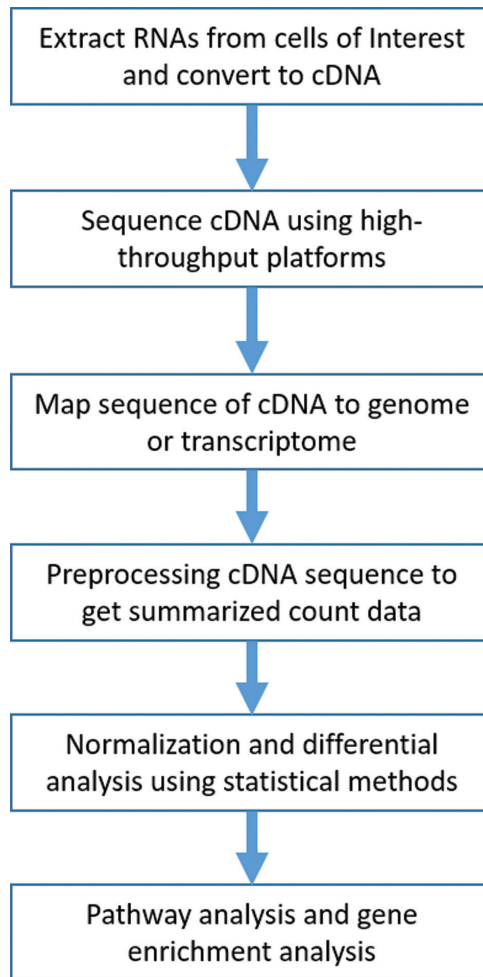 Extract RNAs from cells of Interest
and convert to cDNA
Sequence cDNA using high-
throughput platforms
Map sequence of cDNA to genome
or transcriptome
Preprocessing cDNA sequence to
get summarized count data
Normalization and differential
analysis using statistical methods
Pathway analysis and gene
enrichment analysis